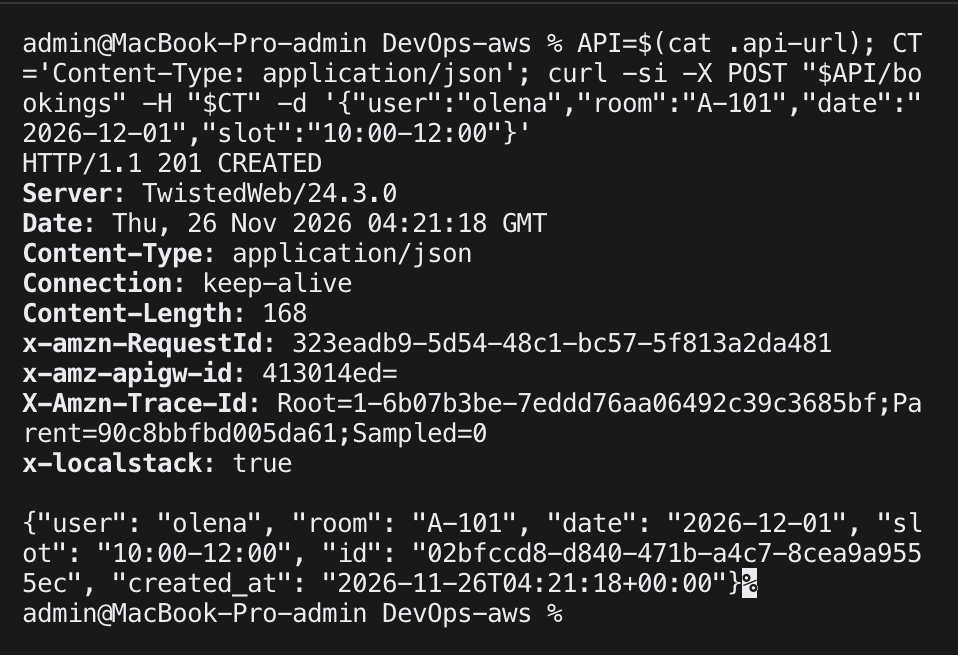 admin@MacBook-Pro-admin DevOps-aws % API=$(cat .api-url); CT
='Content-Type: application/json'; curl -si -X POST "$API/bo
okings" -H "$CT" -d '{"user":"olena","room":"A-101","date":"
2026-12-01","slot":"10:00-12:00"}'
HTTP/1.1 201 CREATED
Server: TwistedWeb/24.3.0
Date: Thu, 26 Nov 2026 04:21:18 GMT
Content-Type: application/json
Connection: keep-alive
Content-Length: 168
x-amzn-RequestId: 323eadb9-5d54-48c1-bc57-5f813a2da481
x-amz-apigw-id: 413014ed=
X-Amzn-Trace-Id: Root=1-6b07b3be-7eddd76aa06492c39c3685bf;Pa
rent=90c8bbfbd005da61;Sampled=0
x-localstack: true

{"user": "olena", "room": "A-101", "date": "2026-12-01", "sl
ot": "10:00-12:00", "id": "02bfccd8-d840-471b-a4c7-8cea9a955
5ec", "created_at": "2026-11-26T04:21:18+00:00"}%
admin@MacBook-Pro-admin DevOps-aws %